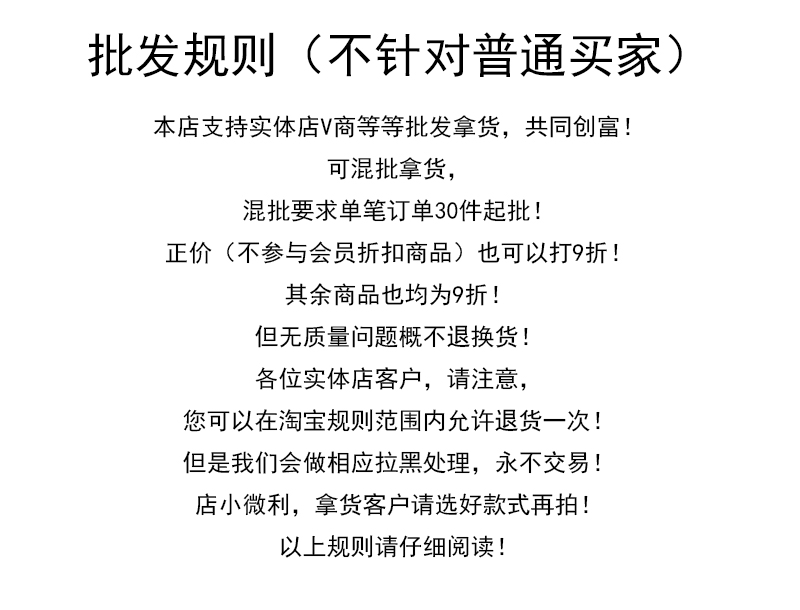 批发规则（不针对普通买家）
本店支持实体店V商等等批发拿货，共同创富！
可混批拿货，
混批要求单笔订单30件起批！
正价（不参与会员折扣商品）也可以打9折！
其余商品也均为9折！
但无质量问题概不退换货！
各位实体店客户，请注意，
您可以在淘宝规则范围内允许退货一次！
但是我们会做相应拉黑处理，永不交易！
店小微利，拿货客户请选好款式再拍！
以上规则请仔细阅读！